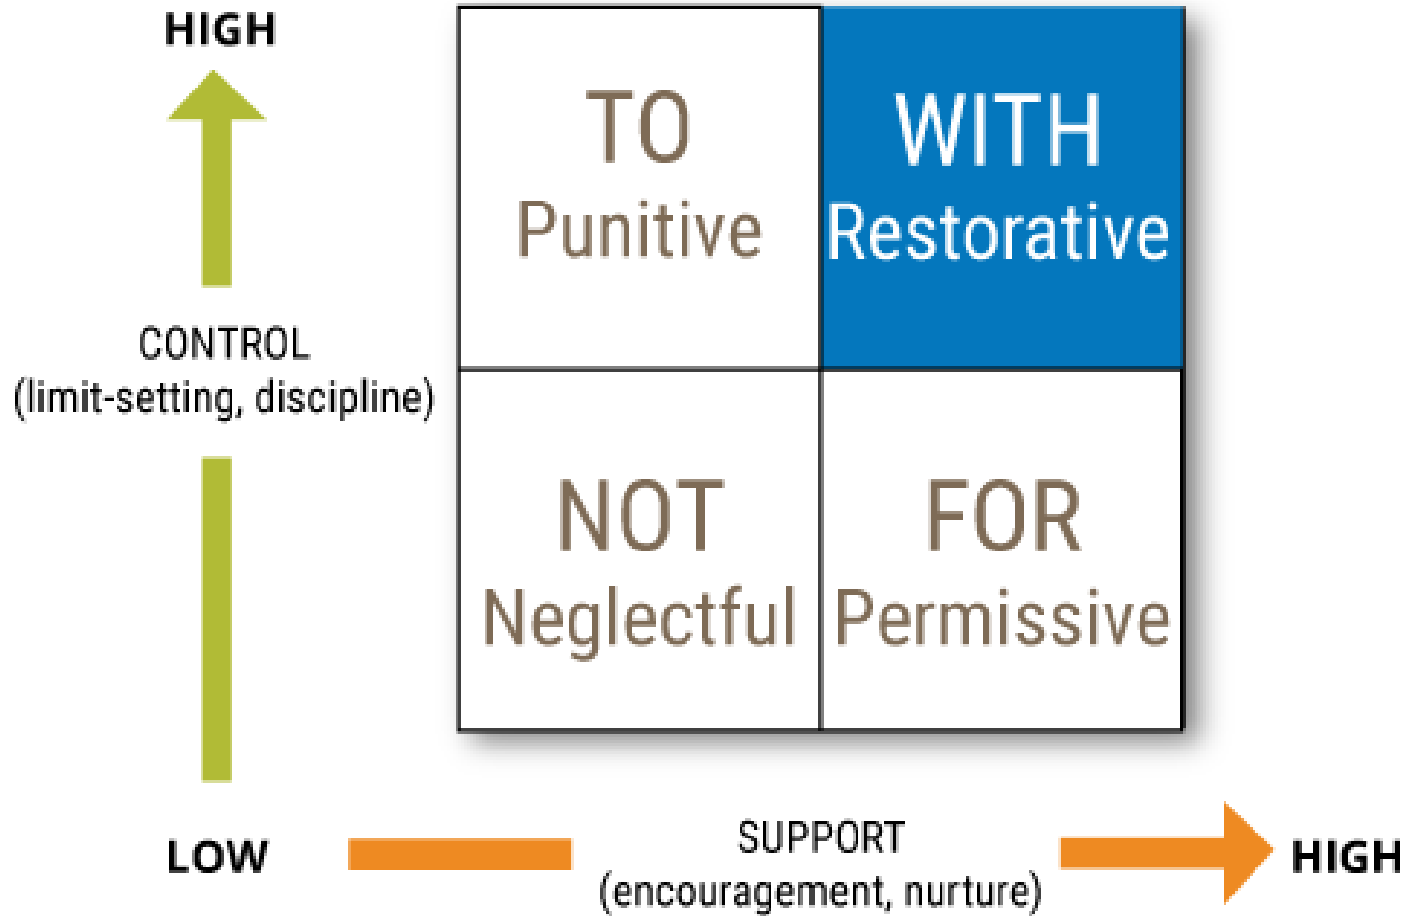 HIGH
TO
Punitive
WITH
Restorative
CONTROL
(limit-setting, discipline)
NOT
Neglectful
FOR
Permissive
LOW
SUPPORT
(encouragement, nurture)
HIGH